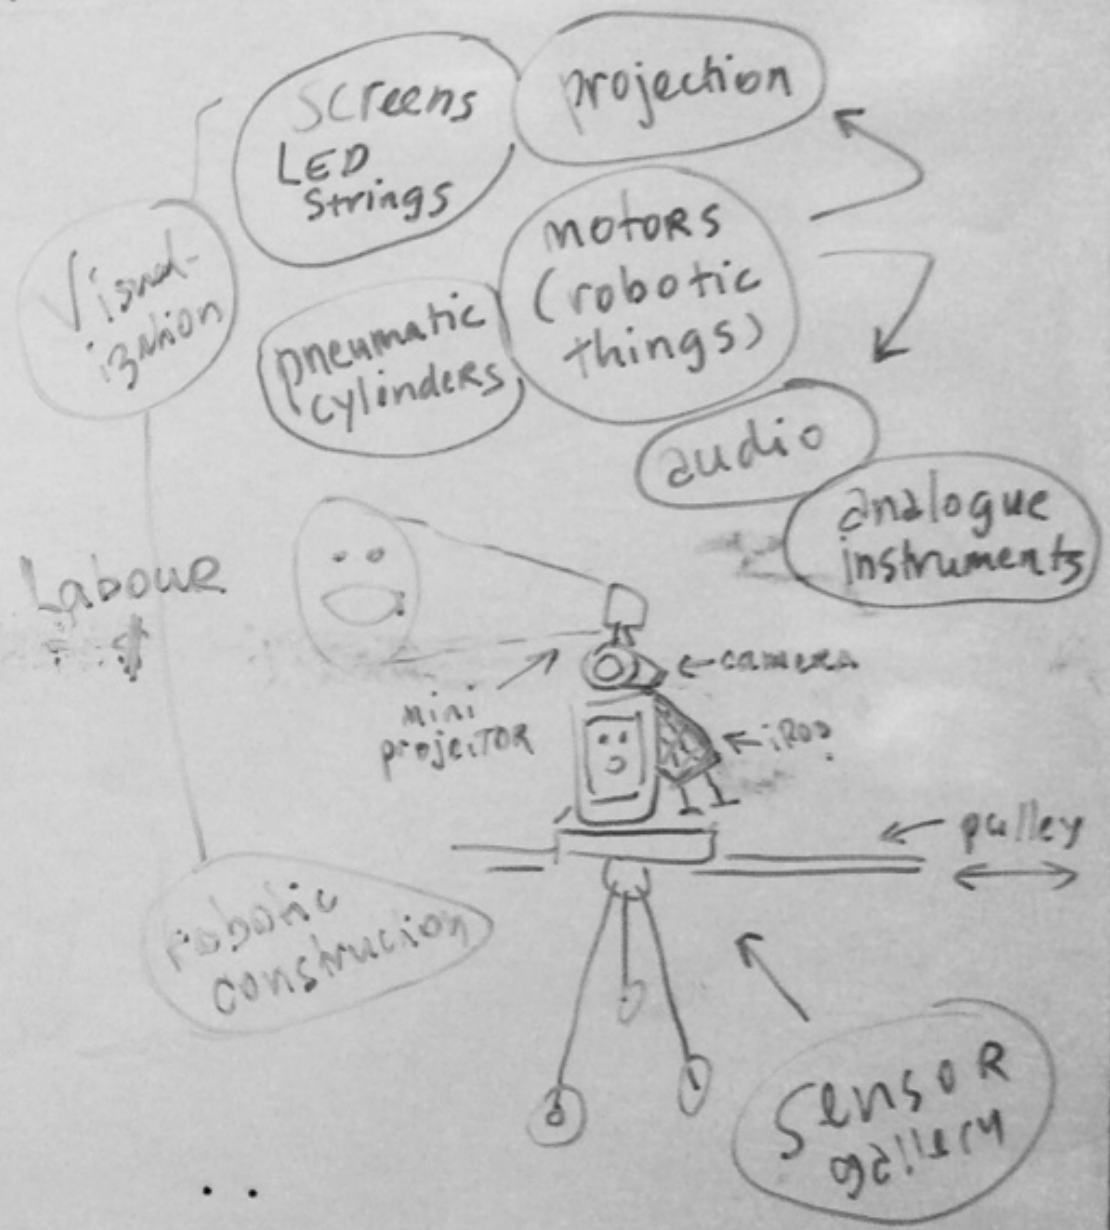 screens
LED
strings
projection
Visual-
ization
motors
(robotic
things)
pneumatic
cylinders
audio
analogue
instruments
Labour
camera
mini
projector
pulley
robotic
construcion
sensor
gallery